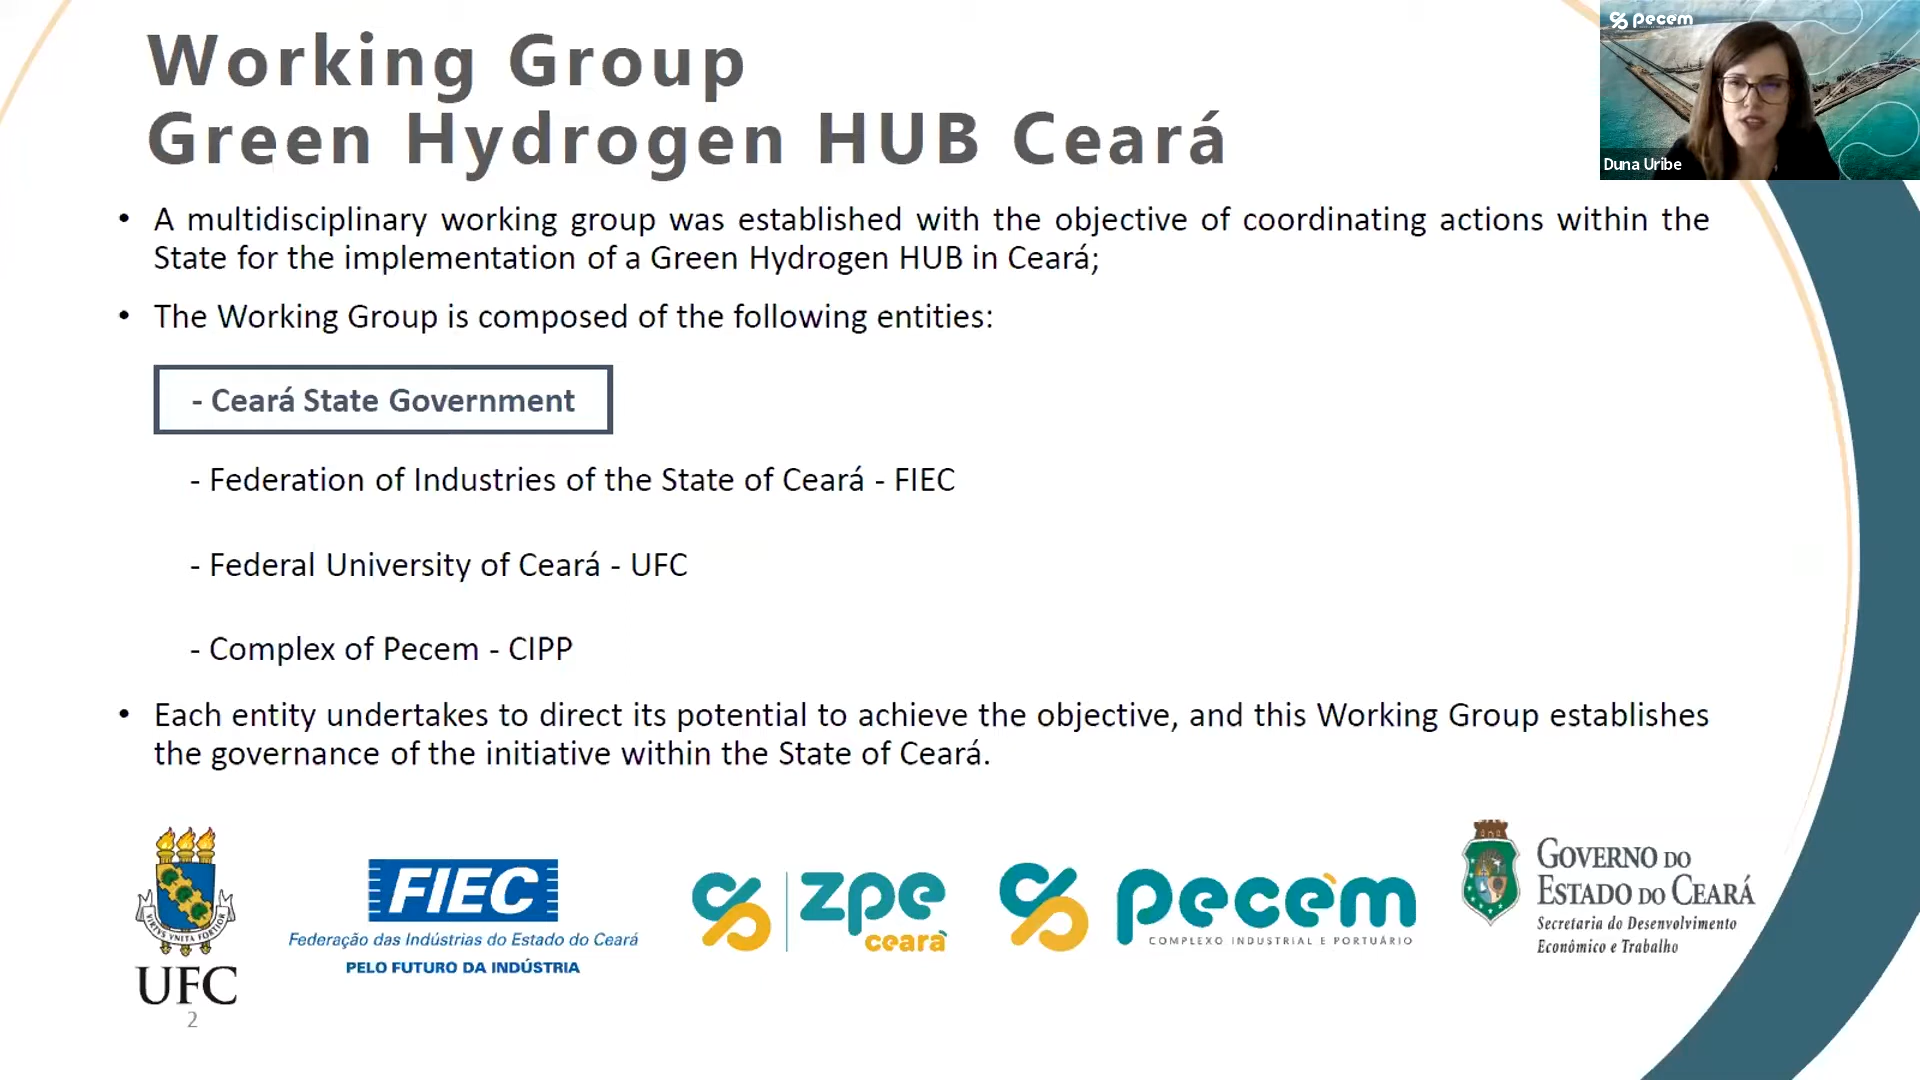 Working Group
Green Hydrogen HUB Ceará
pecem
Duna Uribe
• A multidisciplinary working group was established with the objective of coordinating actions within the
State for the implementation of a Green Hydrogen HUB in Ceará;
• The Working Group is composed of the following entities:
- Ceará State Government
- Federation of Industries of the State of Ceará - FIEC
- Federal University of Ceará - UFC
- Complex of Pecem - CIPP
• Each entity undertakes to direct its potential to achieve the objective, and this Working Group establishes
the governance of the initiative within the State of Ceará.
VIRTVS VNITA FORTIOR
UFC
FIEC
Federação das Indústrias do Estado do Ceará
PELO FUTURO DA INDÚSTRIA
zpe
ceará
pecém
COMPLEXO INDUSTRIAL E PORTUÁRIO
GOVERNO DO
ESTADO DO CEARÁ
Secretaria do Desenvolvimento
Econômico e Trabalho
2